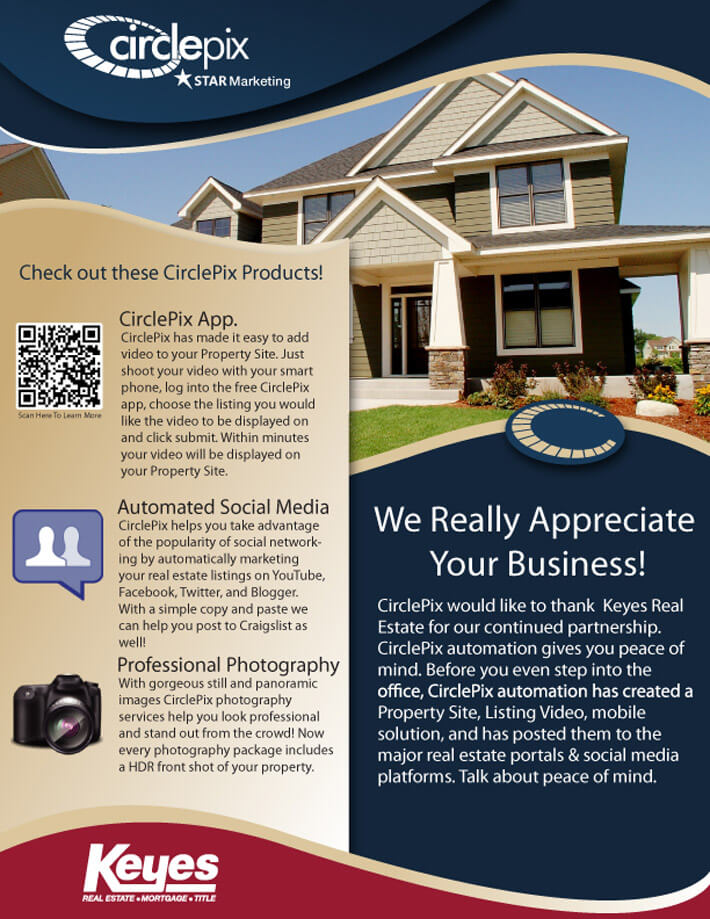 circlepix
STAR Marketing
Check out these CirclePix Products!
CirclePix App.
CirclePix has made it easy to add
video to your Property Site. Just
shoot your video with your smart
phone, log into the free CirclePix
app, choose the listing you would
like the video to be displayed on
and click submit. Within minutes
your video will be displayed on
your Property Site.
Scan Here To Learn More
Automated Social Media
CirclePix helps you take advantage
of the popularity of social network-
ing by automatically marketing
your real estate listings on YouTube,
Facebook, Twitter, and Blogger.
With a simple copy and paste we
can help you post to Craigslist as
well!
Professional Photography
With gorgeous still and panoramic
images CirclePix photography
services help you look professional
and stand out from the crowd! Now
every photography package includes
a HDR front shot of your property.
We Really Appreciate
Your Business!
CirclePix would like to thank Keyes Real
Estate for our continued partnership.
CirclePix automation gives you peace of
mind. Before you even step into the
office, CirclePix automation has created a
Property Site, Listing Video, mobile
solution, and has posted them to the
major real estate portals & social media
platforms. Talk about peace of mind.
Keyes
REAL ESTATE • MORTGAGE • TITLE